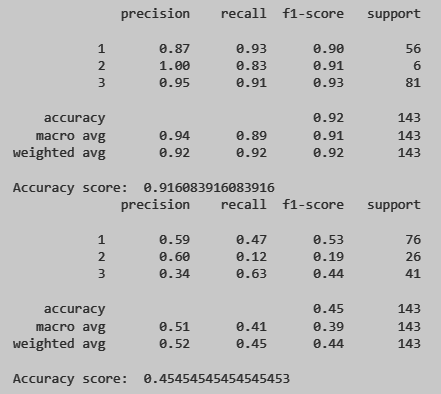 precision recall f1-score support
1 0.87 0.93 0.90 56
2 1.00 0.83 0.91 6
3 0.95 0.91 0.93 81
accuracy 0.92 143
macro avg 0.94 0.89 0.91 143
weighted avg 0.92 0.92 0.92 143
Accuracy score: 0.916083916083916
precision recall f1-score support
1 0.59 0.47 0.53 76
2 0.60 0.12 0.19 26
3 0.34 0.63 0.44 41
accuracy 0.45 143
macro avg 0.51 0.41 0.39 143
weighted avg 0.52 0.45 0.44 143
Accuracy score: 0.45454545454545453